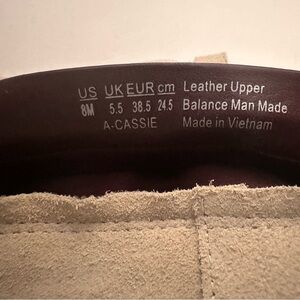 US UK EUR cm Leather Upper
8M 5.5 38.5 24.5 Balance Man Made
A-CASSIE Made in Vietnam